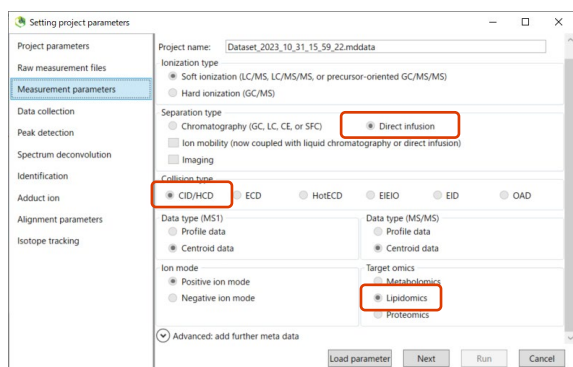 Setting project parameters
Project parameters
Raw measurement files
Measurement parameters
Data collection
Peak detection
Spectrum deconvolution
Identification
Adduct ion
Alignment parameters
Isotope tracking
Project name: Dataset_2023_10_31_15_59_22.mddata
Ionization type
Soft ionization (LC/MS, LC/MS/MS, or precursor-oriented GC/MS/MS)
Hard ionization (GC/MS)
Separation type
Chromatography (GC, LC, CE, or SFC) Direct infusion
Ion mobility (now coupled with liquid chromatography or direct infusion)
Imaging
Collision type
CID/HCD ECD HotECD EIEIO EID OAD
Data type (MS1) Data type (MS/MS)
Profile data Profile data
Centroid data Centroid data
Ion mode Target omics
Positive ion mode Metabolomics
Negative ion mode Lipidomics
Proteomics
Advanced: add further meta data
Load parameter Next Run Cancel